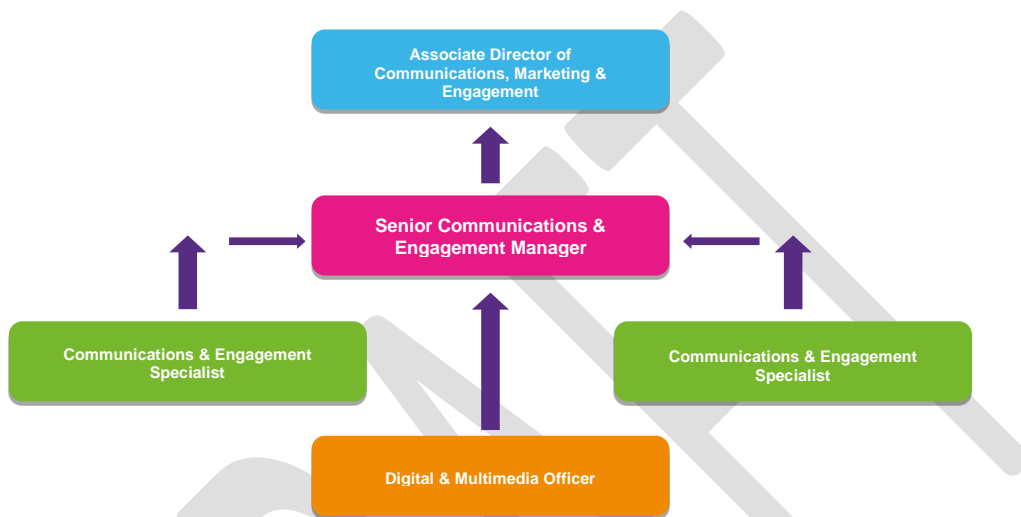 Associate Director of
Communications, Marketing &
Engagement
Senior Communications &
Engagement Manager
Communications & Engagement
Specialist
Communications & Engagement
Specialist
Digital & Multimedia Officer